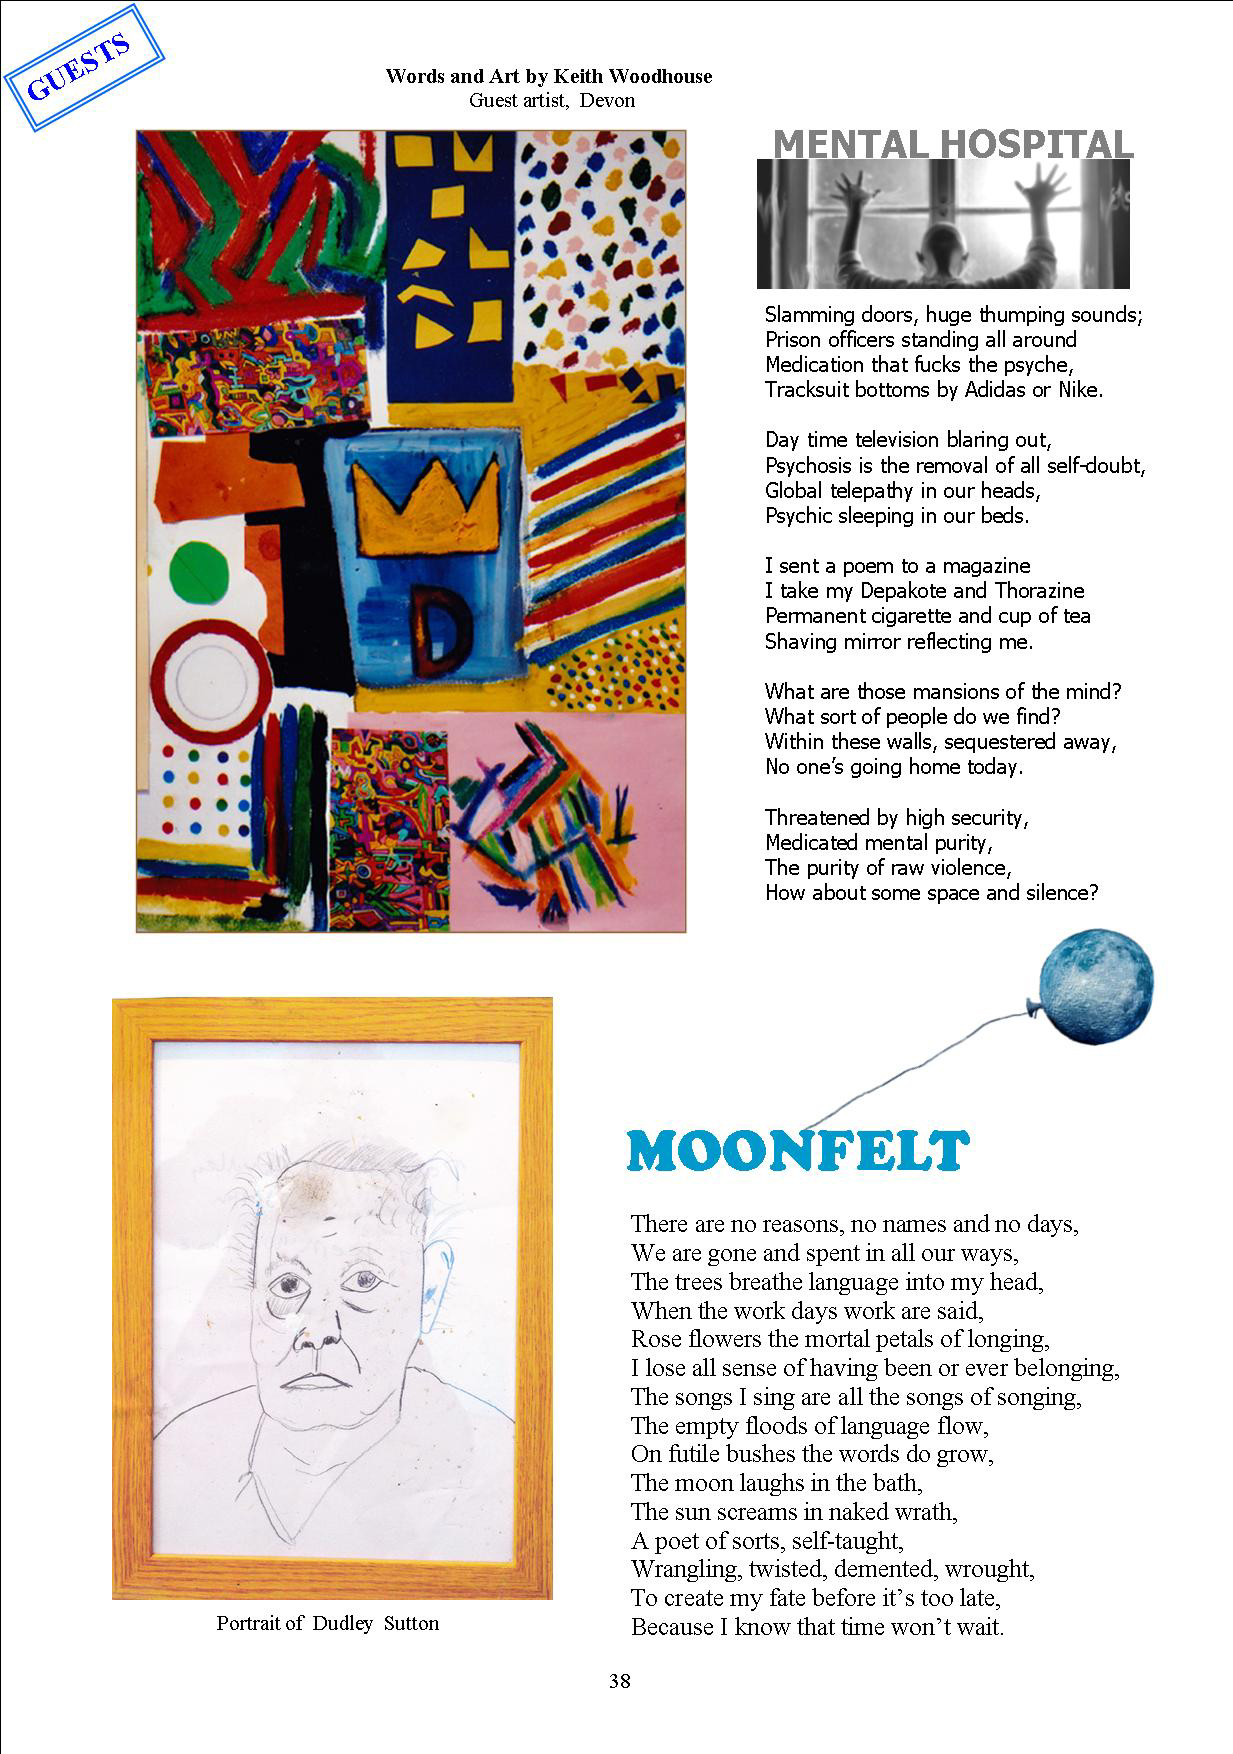 GUESTS
Words and Art by Keith Woodhouse
Guest artist, Devon
D
MENTAL HOSPITAL
Slamming doors, huge thumping sounds;
Prison officers standing all around
Medication that fucks the psyche,
Tracksuit bottoms by Adidas or Nike.
Day time television blaring out,
Psychosis is the removal of all self-doubt,
Global telepathy in our heads,
Psychic sleeping in our beds.
I sent a poem to a magazine
I take my Depakote and Thorazine
Permanent cigarette and cup of tea
Shaving mirror reflecting me.
What are those mansions of the mind?
What sort of people do we find?
Within these walls, sequestered away,
No one’s going home today.
Threatened by high security,
Medicated mental purity,
The purity of raw violence,
How about some space and silence?
MOONFELT
There are no reasons, no names and no days,
We are gone and spent in all our ways,
The trees breathe language into my head,
When the work days work are said,
Rose flowers the mortal petals of longing,
I lose all sense of having been or ever belonging,
The songs I sing are all the songs of songing,
The empty floods of language flow,
On futile bushes the words do grow,
The moon laughs in the bath,
The sun screams in naked wrath,
A poet of sorts, self-taught,
Wrangling, twisted, demented, wrought,
To create my fate before it’s too late,
Because I know that time won’t wait.
Portrait of Dudley Sutton
38